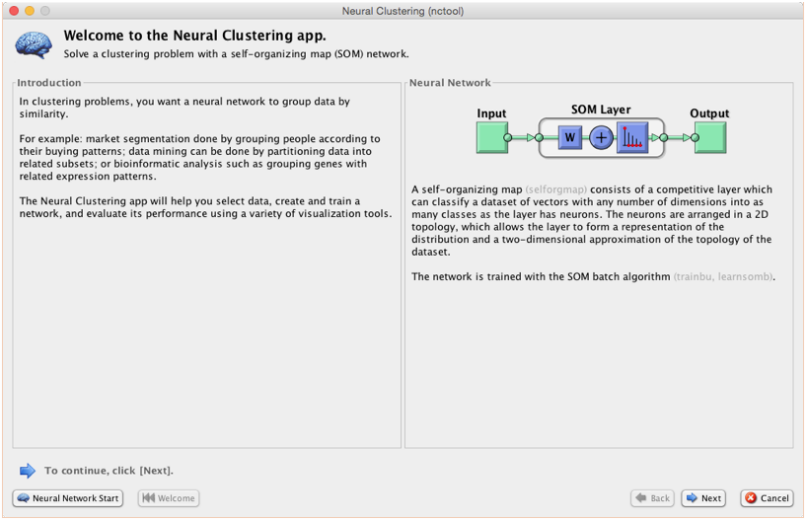 Neural Clustering (nctool)
Welcome to the Neural Clustering app.
Solve a clustering problem with a self-organizing map (SOM) network.
Introduction
In clustering problems, you want a neural network to group data by
similarity.
For example: market segmentation done by grouping people according to
their buying patterns; data mining can be done by partitioning data into
related subsets; or bioinformatic analysis such as grouping genes with
related expression patterns.
The Neural Clustering app will help you select data, create and train a
network, and evaluate its performance using a variety of visualization tools.
Neural Network
Input
SOM Layer
Output
W
+
A self-organizing map (selforgmap) consists of a competitive layer which
can classify a dataset of vectors with any number of dimensions into as
many classes as the layer has neurons. The neurons are arranged in a 2D
topology, which allows the layer to form a representation of the
distribution and a two-dimensional approximation of the topology of the
dataset.
The network is trained with the SOM batch algorithm (trainbu, learnsomb).
To continue, click [Next].
Neural Network Start
Welcome
Back
Next
Cancel